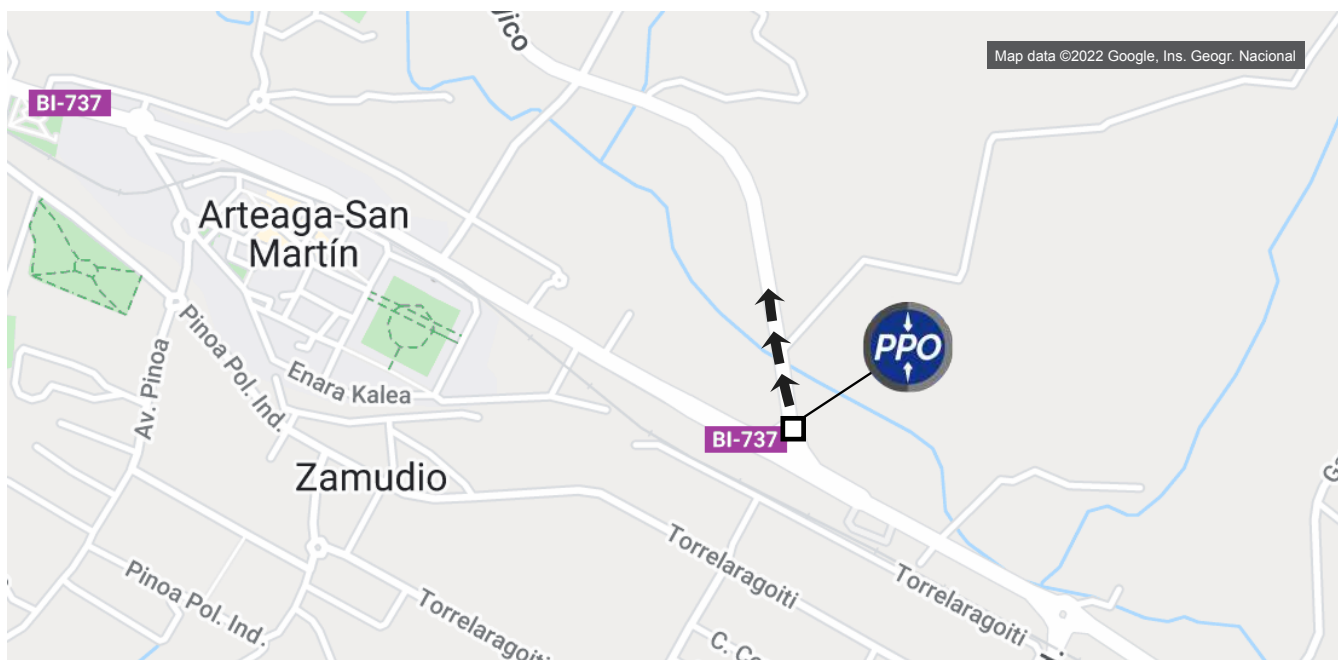 Map data ©2022 Google, Ins. Geogr. Nacional
BI-737
Arteaga-San
Martín
Pinoa Pol. Ind.
Av. Pinoa
Enara Kalea
PPO
BI-737
Zamudio
Torrelaragoiti
Torrelaragoiti
Pinoa Pol. Ind.